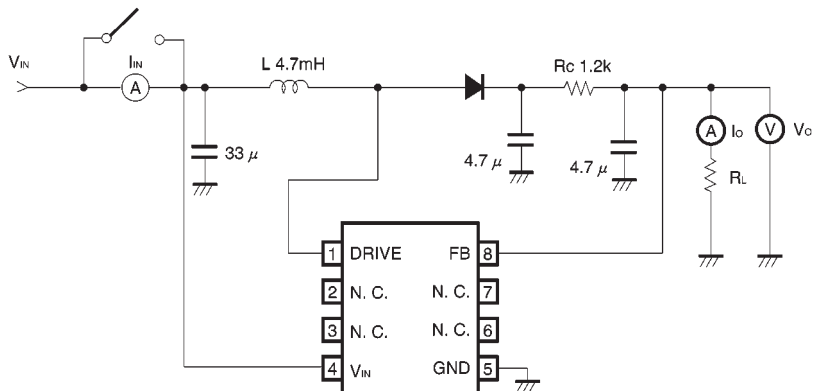 VIN
IIN
A
L 4.7mH
Rc 1.2k
33 μ
4.7 μ
4.7 μ
A
IO
V
VO
RL
1 DRIVE
FB 8
2 N. C.
N. C. 7
3 N. C.
N. C. 6
4 VIN
GND 5